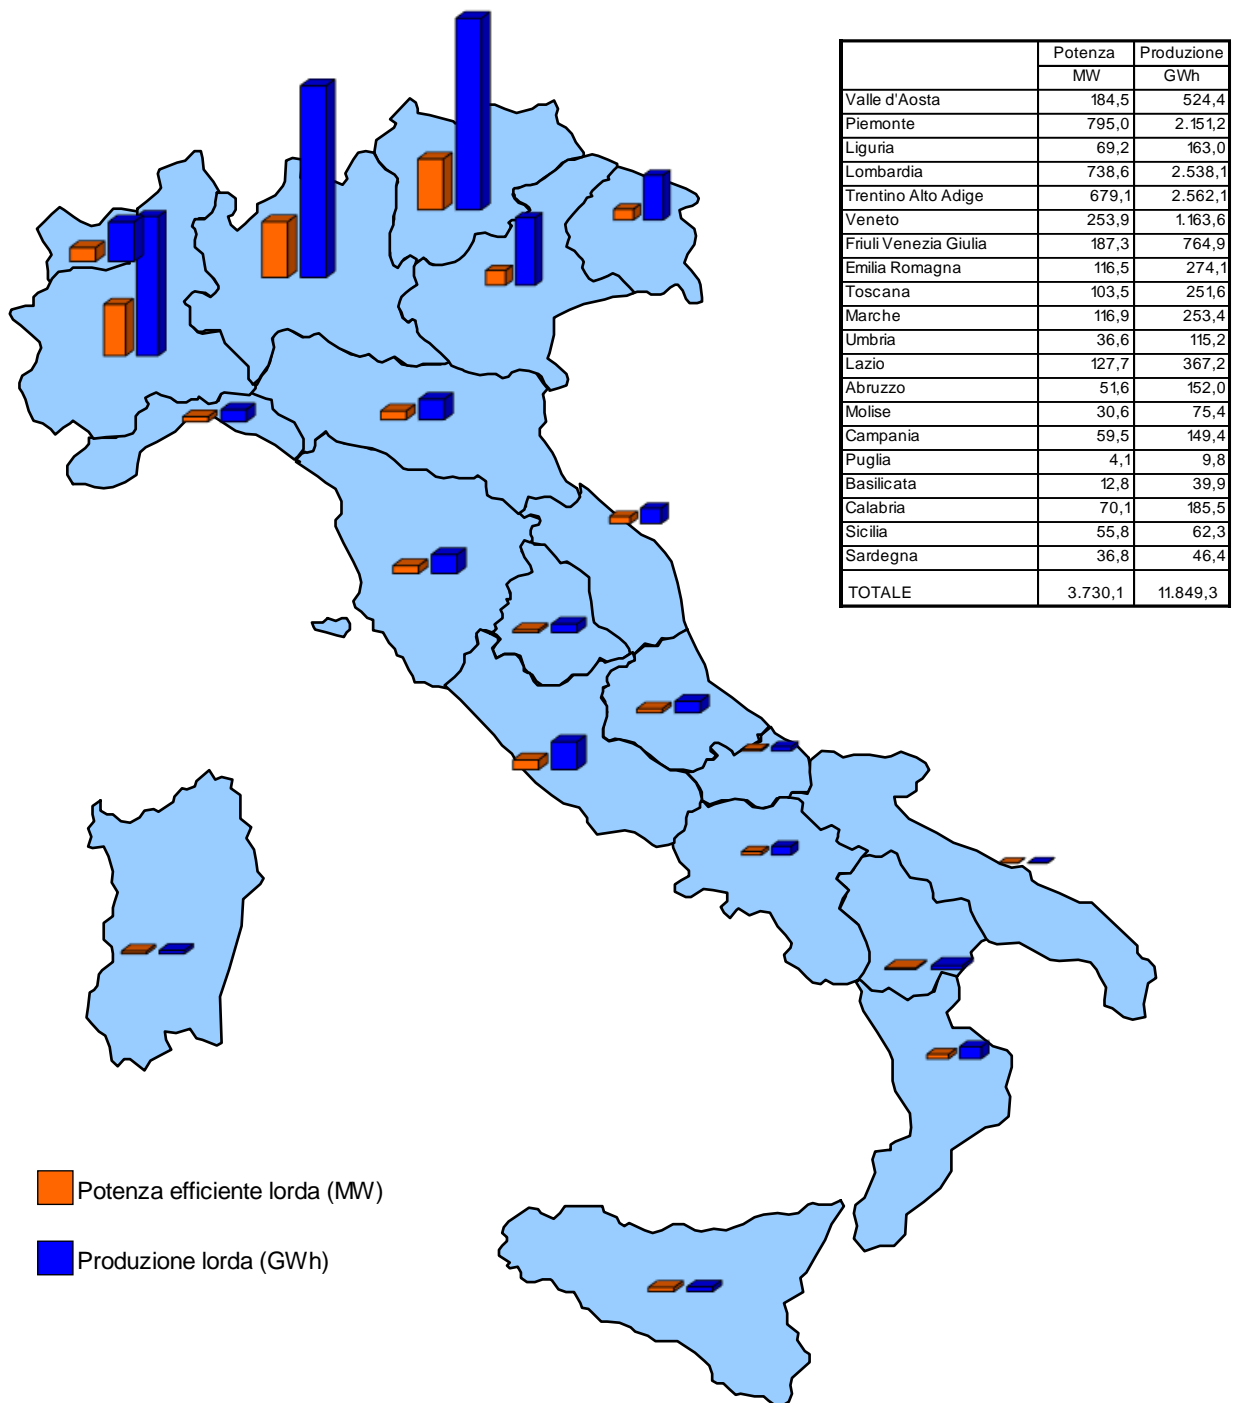 Potenza Produzione
MW GWh
Valle d'Aosta 184,5 524,4
Piemonte 795,0 2.151,2
Liguria 69,2 163,0
Lombardia 738,6 2.538,1
Trentino Alto Adige 679,1 2.562,1
Veneto 253,9 1.163,6
Friuli Venezia Giulia 187,3 764,9
Emilia Romagna 116,5 274,1
Toscana 103,5 251,6
Marche 116,9 253,4
Umbria 36,6 115,2
Lazio 127,7 367,2
Abruzzo 51,6 152,0
Molise 30,6 75,4
Campania 59,5 149,4
Puglia 4,1 9,8
Basilicata 12,8 39,9
Calabria 70,1 185,5
Sicilia 55,8 62,3
Sardegna 36,8 46,4
TOTALE 3.730,1 11.849,3
Potenza efficiente lorda (MW)
Produzione lorda (GWh)